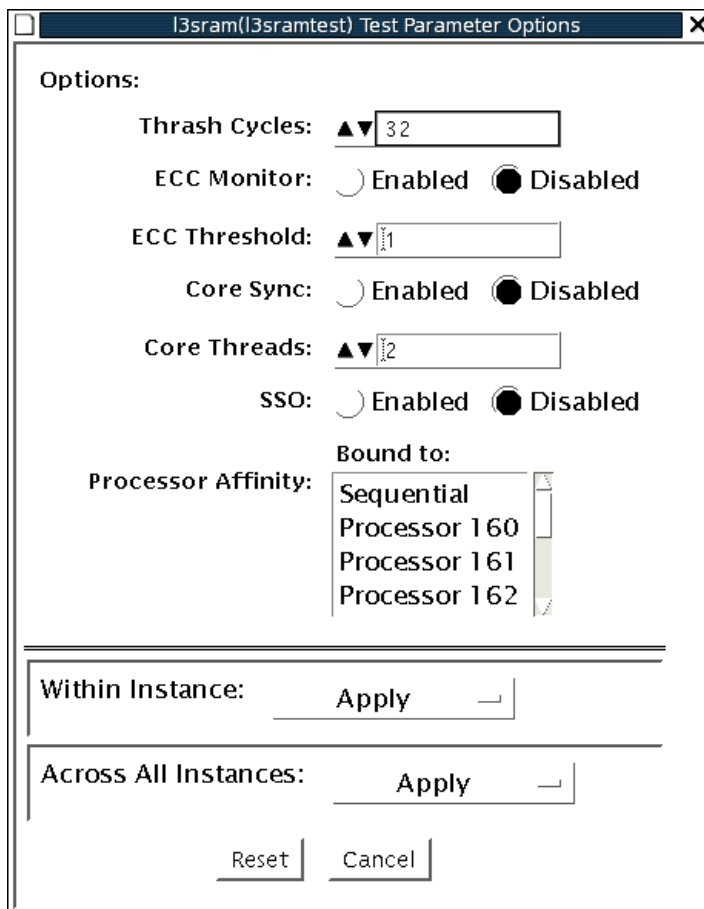 l3sram(l3sramtest) Test Parameter Options
Options:
Thrash Cycles: 32
ECC Monitor: Enabled Disabled
ECC Threshold: 1
Core Sync: Enabled Disabled
Core Threads: 2
SSO: Enabled Disabled
Bound to:
Processor Affinity:
Sequential
Processor 160
Processor 161
Processor 162
Within Instance: Apply
Across All Instances: Apply
Reset Cancel